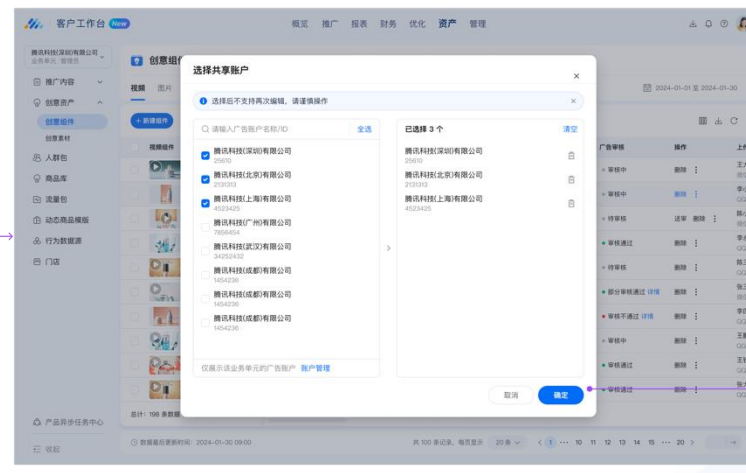 客户工作台 New
概览 推广 报表 财务 优化 资产 管理
腾讯科技(深圳)有限公司
业务单元 管理员
推广内容
创意资产
创意组件
创意素材
人群包
商品库
流量包
动态商品模版
行为数据源
门店
产品异步任务中心
收起
创意组
视频 图片
2024-01-01 至 2024-01-30
+ 新建组件
视频组件
广告审核 操作
审核中 删除
审核中 删除
待审核 送审 删除
审核通过 删除
待审核 删除
部分审核通过 详情 删除
审核不通过 详情 删除
审核中 删除
审核通过 删除
审核通过 删除
选择共享账户
选择后不支持再次编辑，请谨慎操作
请输入广告账户名称/ID 全选
腾讯科技(深圳)有限公司
25610
腾讯科技(北京)有限公司
2131313
腾讯科技(上海)有限公司
4523425
腾讯科技(广州)有限公司
7856454
腾讯科技(武汉)有限公司
34252432
腾讯科技(成都)有限公司
1454236
腾讯科技(成都)有限公司
1454236
腾讯科技(成都)有限公司
1454236
仅展示该业务单元的广告账户 账户管理
已选择 3 个 清空
腾讯科技(深圳)有限公司
25610
腾讯科技(北京)有限公司
2131313
腾讯科技(上海)有限公司
4523425
取消 确定
总计: 198 条数据
数据最后更新时间: 2024-01-30 09:00
共 100 条记录，每页显示 20 条
1 ··· 10 11 12 13 14 15 ··· 20